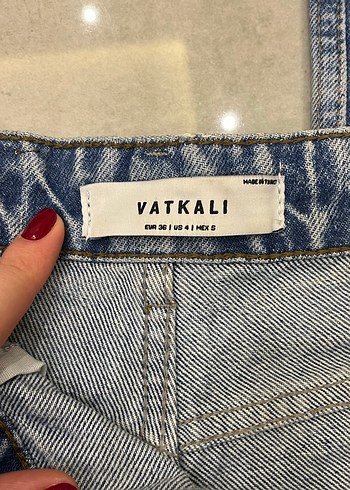 MADE IN TURKEY
VATKALI
EUR 36 | US 4 | MEX S